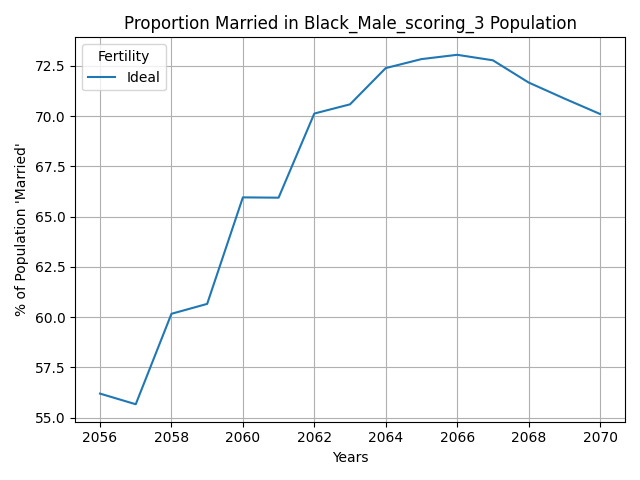 Proportion Married in Black_Male_scoring_3 Population
Fertility
Ideal
% of Population 'Married'
72.5
70.0
67.5
65.0
62.5
60.0
57.5
55.0
2056 2058 2060 2062 2064 2066 2068 2070
Years